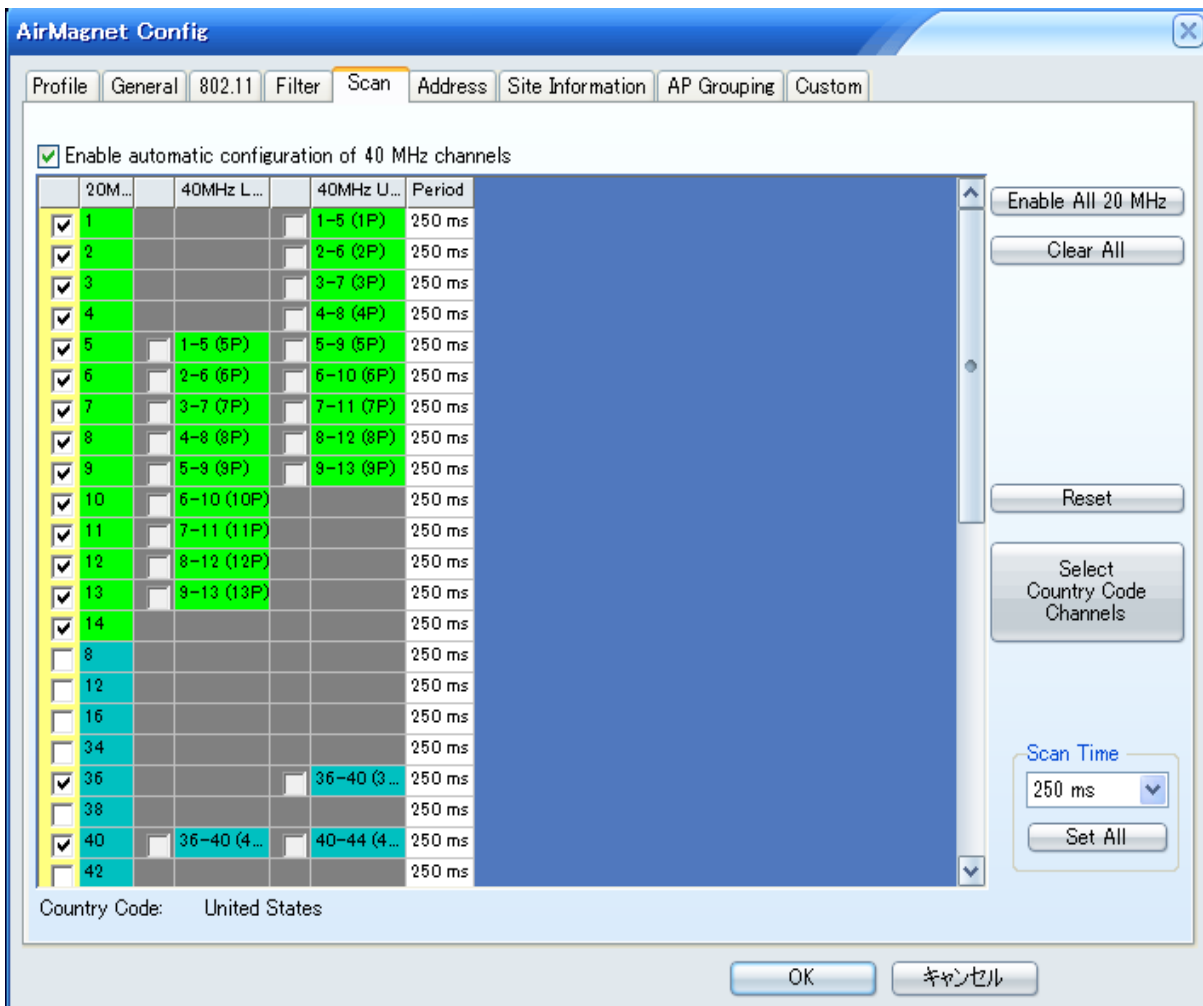 AirMagnet Config
Profile General 802.11 Filter Scan Address Site Information AP Grouping Custom
Enable automatic configuration of 40 MHz channels
20M... 40MHz L... 40MHz U... Period
1 1-5 (1P) 250 ms
2 2-6 (2P) 250 ms
3 3-7 (3P) 250 ms
4 4-8 (4P) 250 ms
5 1-5 (5P) 5-9 (5P) 250 ms
6 2-6 (6P) 6-10 (6P) 250 ms
7 3-7 (7P) 7-11 (7P) 250 ms
8 4-8 (8P) 8-12 (8P) 250 ms
9 5-9 (9P) 9-13 (9P) 250 ms
10 6-10 (10P) 250 ms
11 7-11 (11P) 250 ms
12 8-12 (12P) 250 ms
13 9-13 (13P) 250 ms
14 250 ms
8 250 ms
12 250 ms
16 250 ms
34 250 ms
36 36-40 (3... 250 ms
38 250 ms
40 36-40 (4... 40-44 (4... 250 ms
42 250 ms
Enable All 20 MHz
Clear All
Reset
Select
Country Code
Channels
Scan Time
250 ms
Set All
Country Code: United States
OK キャンセル